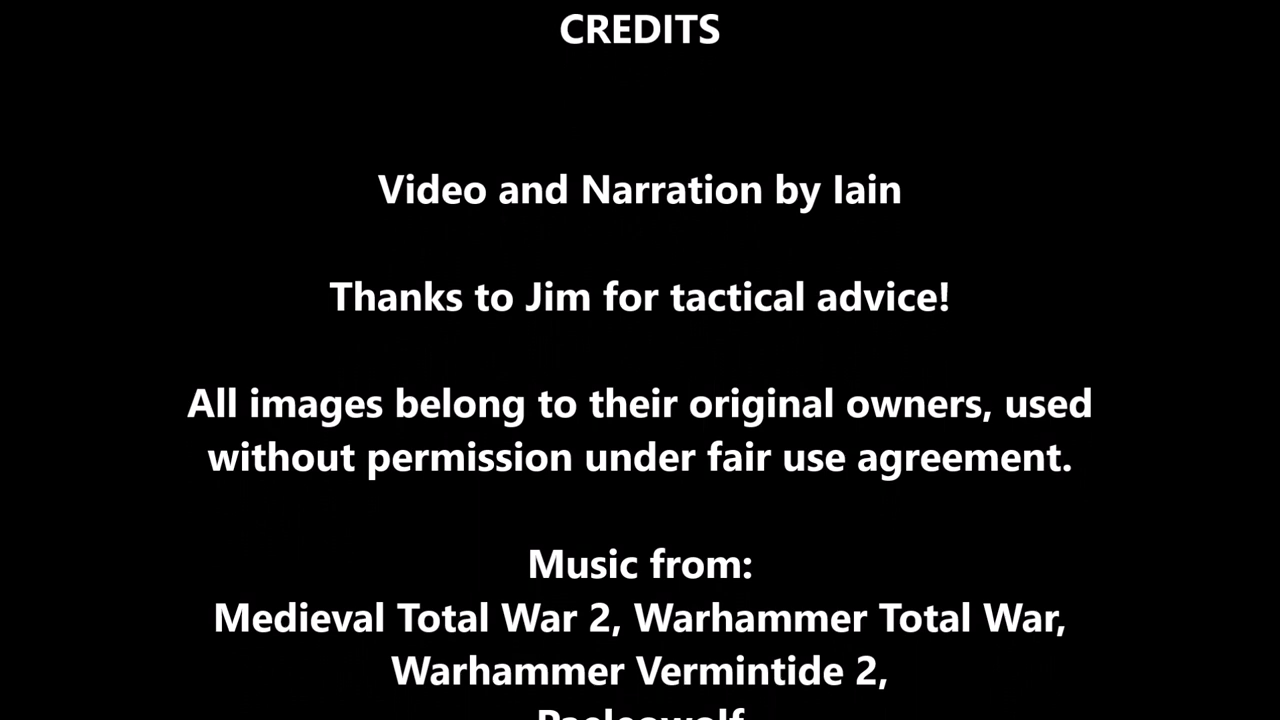 CREDITS
Video and Narration by Iain
Thanks to Jim for tactical advice!
All images belong to their original owners, used
without permission under fair use agreement.
Music from:
Medieval Total War 2, Warhammer Total War,
Warhammer Vermintide 2,